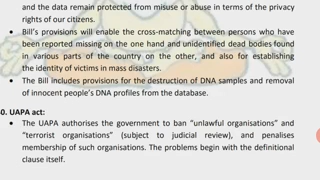 and the data remain protected from misuse or abuse in terms of the privacy
rights of our citizens.
• Bill's provisions will enable the cross-matching between persons who have
been reported missing on the one hand and unidentified dead bodies found
in various parts of the country on the other, and also for establishing
the identity of victims in mass disasters.
• The Bill includes provisions for the destruction of DNA samples and removal
of innocent people's DNA profiles from the database.
0. UAPA act:
• The UAPA authorises the government to ban “unlawful organisations” and
“terrorist organisations” (subject to judicial review), and penalises
membership of such organisations. The problems begin with the definitional
clause itself.